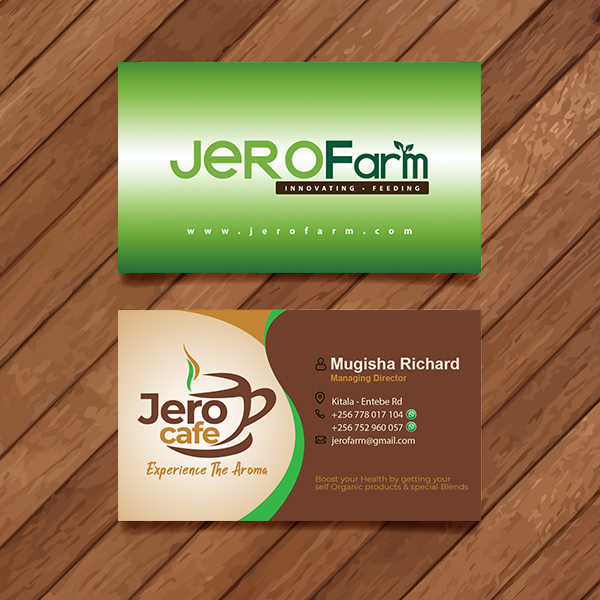 JeROFarm
INNOVATING • FEEDING
www.jerofarm.com
Mugisha Richard
Managing Director
Jero
cafe
Experience The Aroma
Kitala - Entebe Rd
+256 778 017 104
+256 752 960 057
jerofarm@gmail.com
Boost your Health by getting your
self Organic products & special Blends